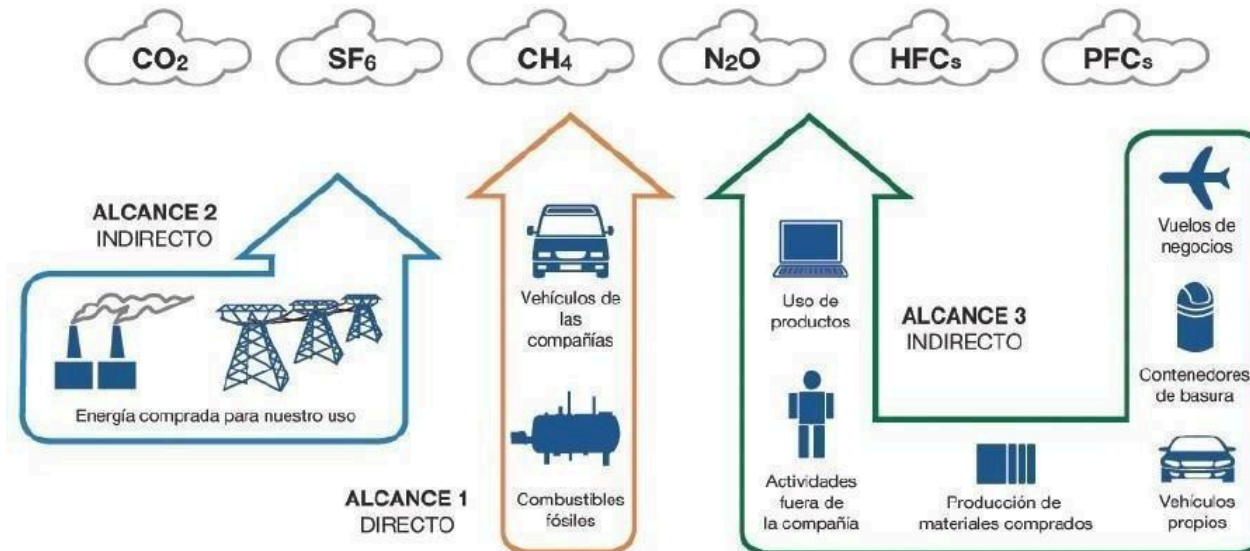 CO₂
SF₆
CH₄
N₂O
HFCs
PFCs
ALCANCE 2
INDIRECTO
Energía comprada para nuestro uso
ALCANCE 1
DIRECTO
Vehículos de
las
compañías
Combustibles
fósiles
Uso de
productos
Actividades
fuera de
la compañía
ALCANCE 3
INDIRECTO
Producción de
materiales comprados
Vuelos de
negocios
Contenedores
de basura
Vehículos
propios